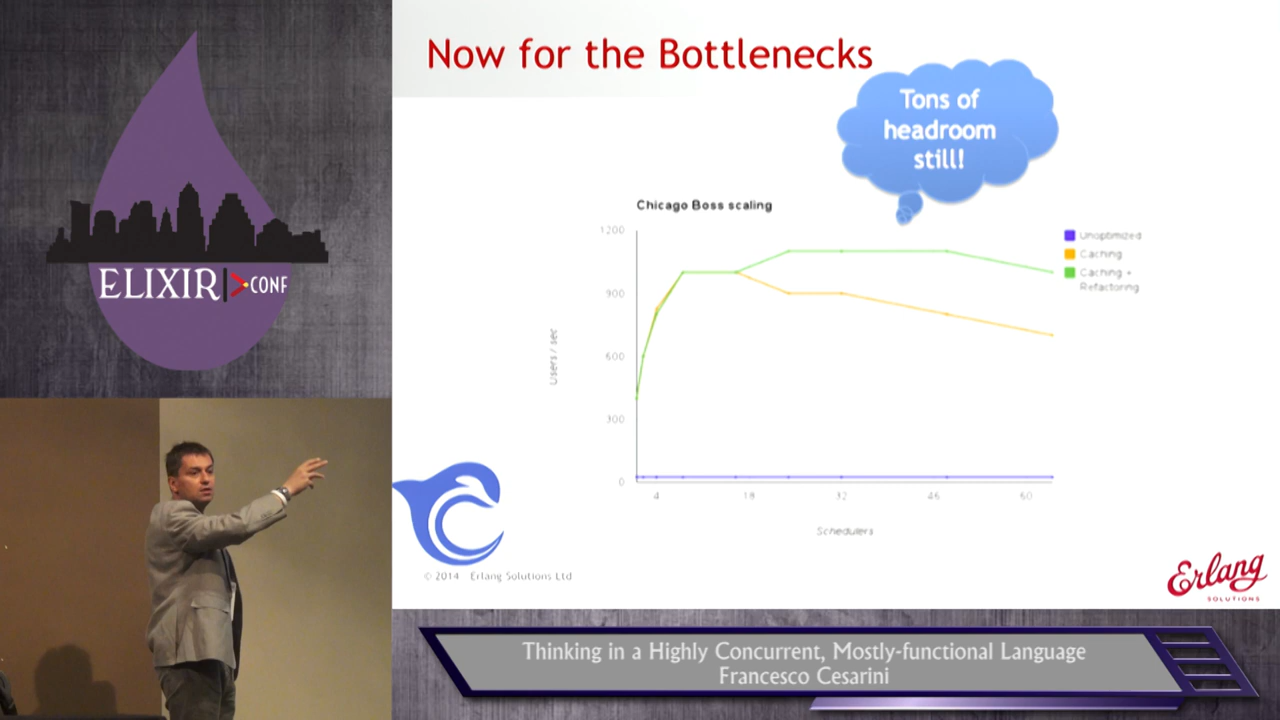 Now for the Bottlenecks
Tons of
headroom
still!
ELIXIR CONF
Chicago Boss scaling
1200
900
600
300
0
Users / sec
4
18
32
46
60
Schedulers
Unoptimized
Caching
Caching +
Refactoring
© 2014 Erlang Solutions Ltd
Erlang
SOLUTIONS
Thinking in a Highly Concurrent, Mostly-functional Language
Francesco Cesarini